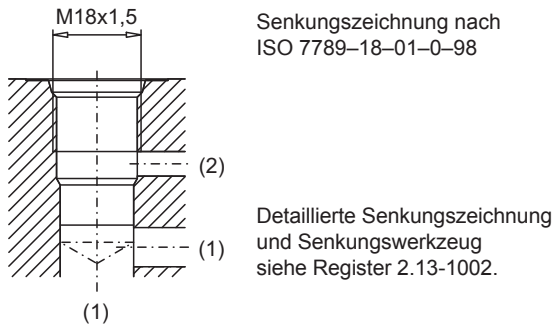 M18x1,5
Senkungszeichnung nach
ISO 7789–18–01–0–98
(2)
Detaillierte Senkungszeichnung
und Senkungswerkzeug
siehe Register 2.13-1002.
(1)
(1)